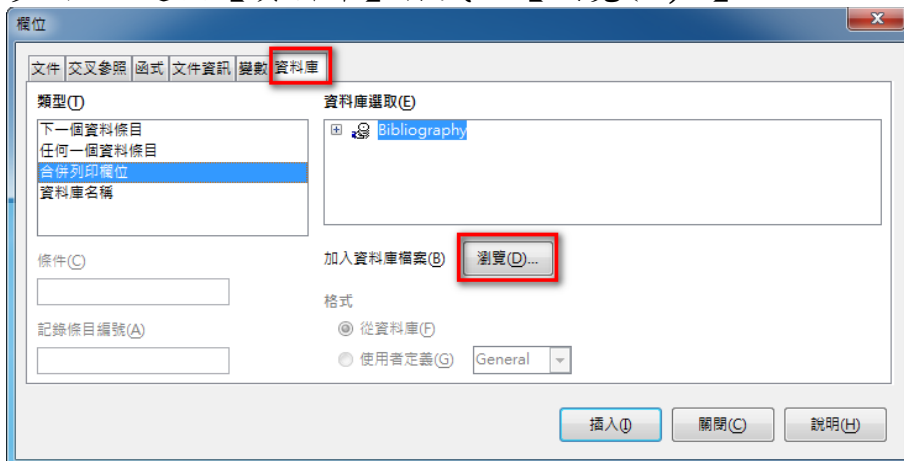 欄位
文件 交叉參照 函式 文件資訊 變數 資料庫
類型(T)
下一個資料條目
任何一個資料條目
合併列印欄位
資料庫名稱
條件(C)
記錄條目編號(A)
資料庫選取(E)
Bibliography
加入資料庫檔案(B) 瀏覽(D)...
格式
從資料庫(F)
使用者定義(G) General
插入(I) 關閉(C) 說明(H)